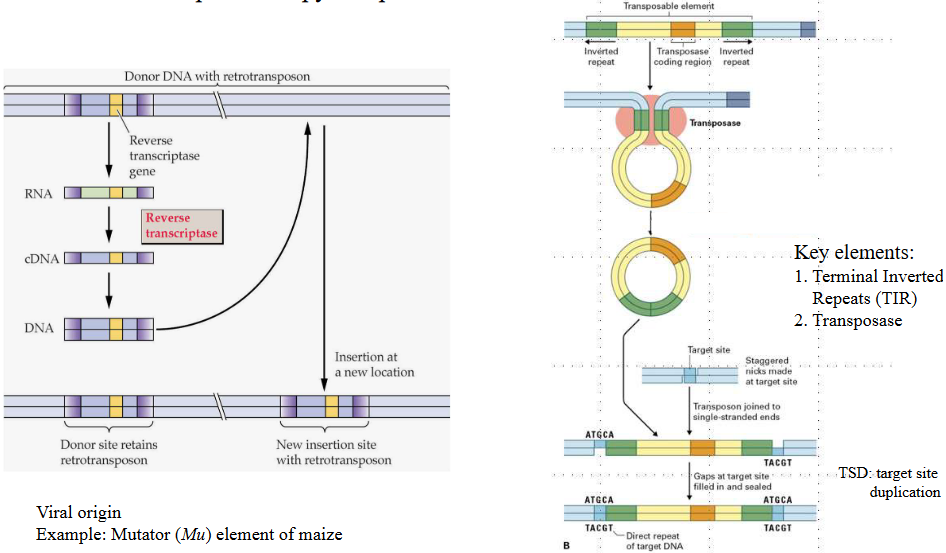 Donor DNA with retrotransposon
Reverse
transcriptase
gene
RNA
Reverse
transcriptase
cDNA
DNA
Insertion at
a new location
Donor site retains
retrotransposon
New insertion site
with retrotransposon
Viral origin
Example: Mutator (Mu) element of maize
Transposable element
Inverted
repeat
Transposase
coding region
Inverted
repeat
Transposase
Key elements:
1. Terminal Inverted
Repeats (TIR)
2. Transposase
Target site
Staggered
nicks made
at target site
Transposon joined to
single-stranded ends
ATGCA
TACGT
Gaps at target site
filled in and sealed
TSD: target site
duplication
ATGCA
ATGCA
TACGT
TACGT
Direct repeat
of target DNA
B